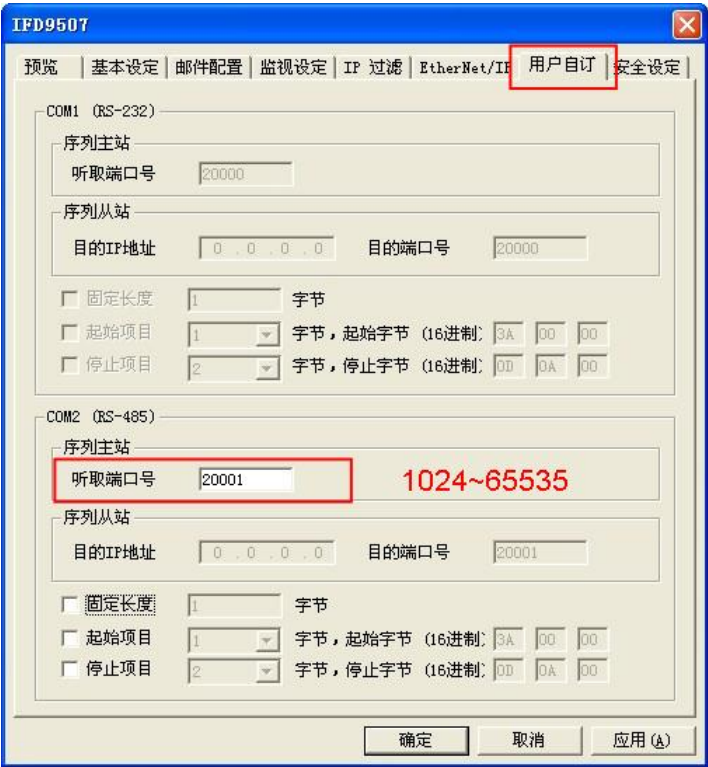 IFD9507
预览 基本设定 邮件配置 监视设定 IP 过滤 EtherNet/IP 用户自订 安全设定
COM1 (RS-232)
序列主站
听取端口号 20000
序列从站
目的IP地址 0 . 0 . 0 . 0 目的端口号 20000
固定长度 1 字节
起始项目 1 字节，起始字节 (16进制) 3A 00 00
停止项目 2 字节，停止字节 (16进制) 0D 0A 00
COM2 (RS-485)
序列主站
听取端口号 20001 1024~65535
序列从站
目的IP地址 0 . 0 . 0 . 0 目的端口号 20001
固定长度 1 字节
起始项目 1 字节，起始字节 (16进制) 3A 00 00
停止项目 2 字节，停止字节 (16进制) 0D 0A 00
确定 取消 应用(A)